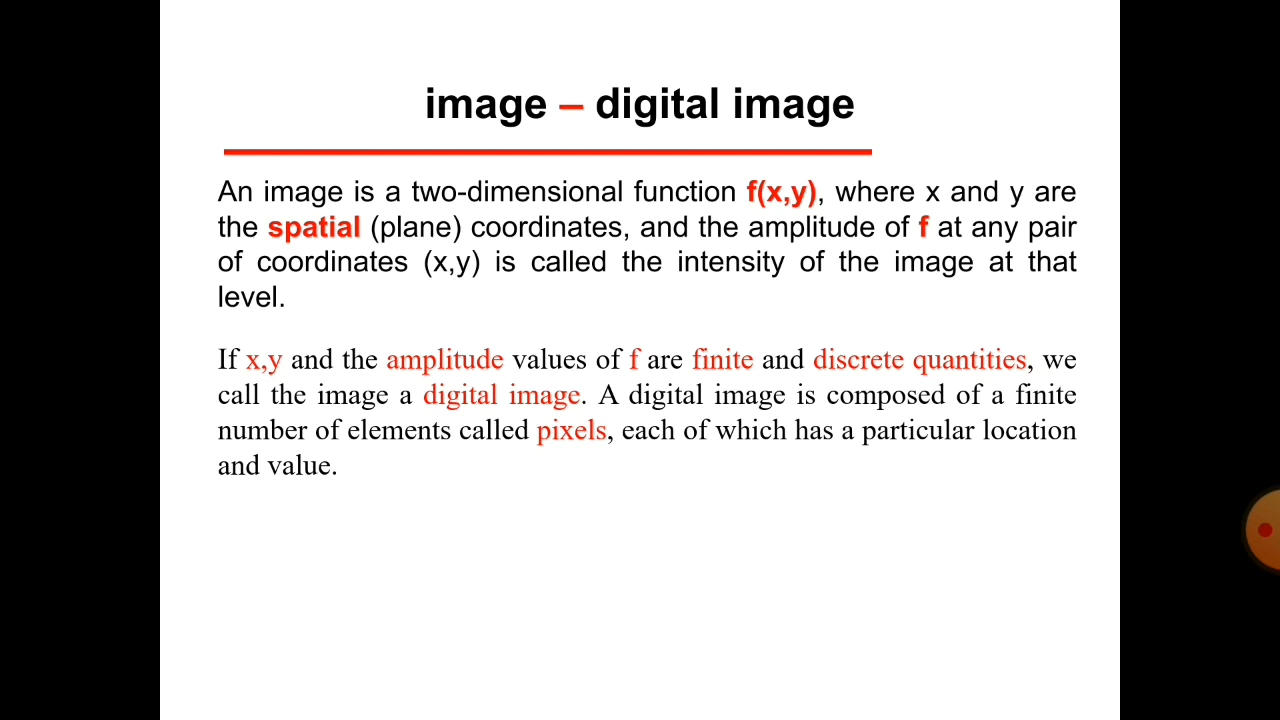 image – digital image
An image is a two-dimensional function f(x,y), where x and y are
the spatial (plane) coordinates, and the amplitude of f at any pair
of coordinates (x,y) is called the intensity of the image at that
level.
If x,y and the amplitude values of f are finite and discrete quantities, we
call the image a digital image. A digital image is composed of a finite
number of elements called pixels, each of which has a particular location
and value.